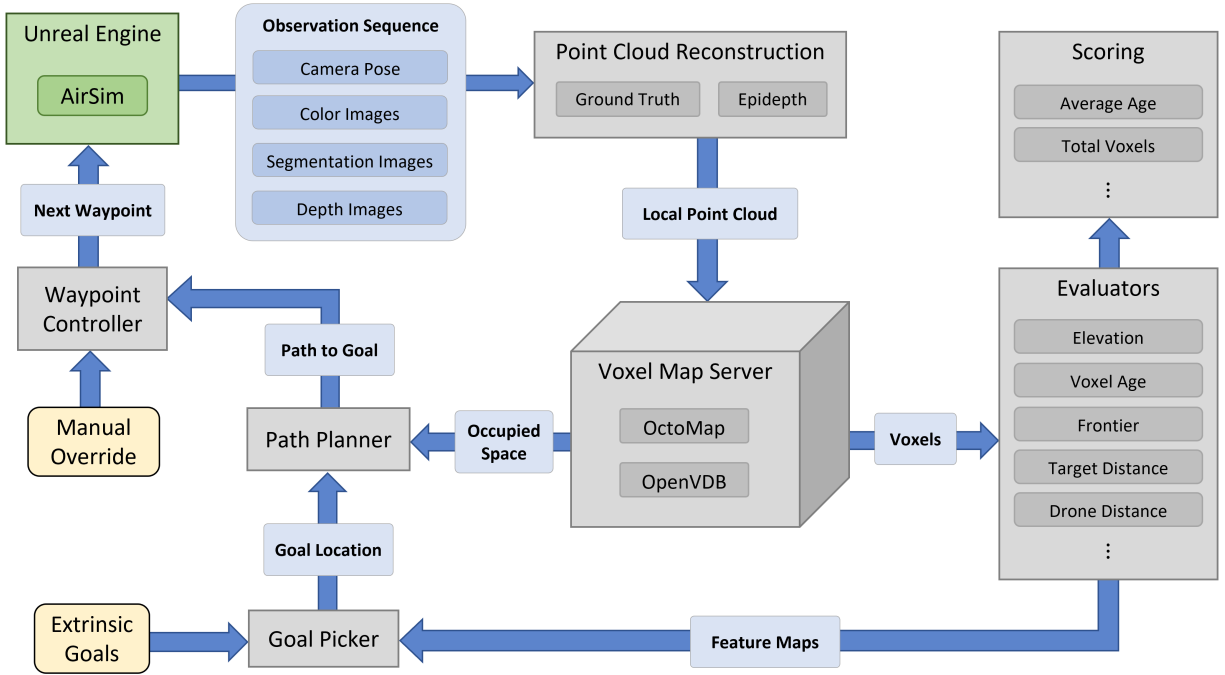 Unreal Engine
AirSim
Observation Sequence
Camera Pose
Color Images
Segmentation Images
Depth Images
Point Cloud Reconstruction
Ground Truth
Epidepth
Scoring
Average Age
Total Voxels
⋮
Next Waypoint
Local Point Cloud
Waypoint
Controller
Path to Goal
Manual
Override
Path Planner
Occupied
Space
Voxel Map Server
OctoMap
OpenVDB
Voxels
Evaluators
Elevation
Voxel Age
Frontier
Target Distance
Drone Distance
⋮
Goal Location
Extrinsic
Goals
Goal Picker
Feature Maps